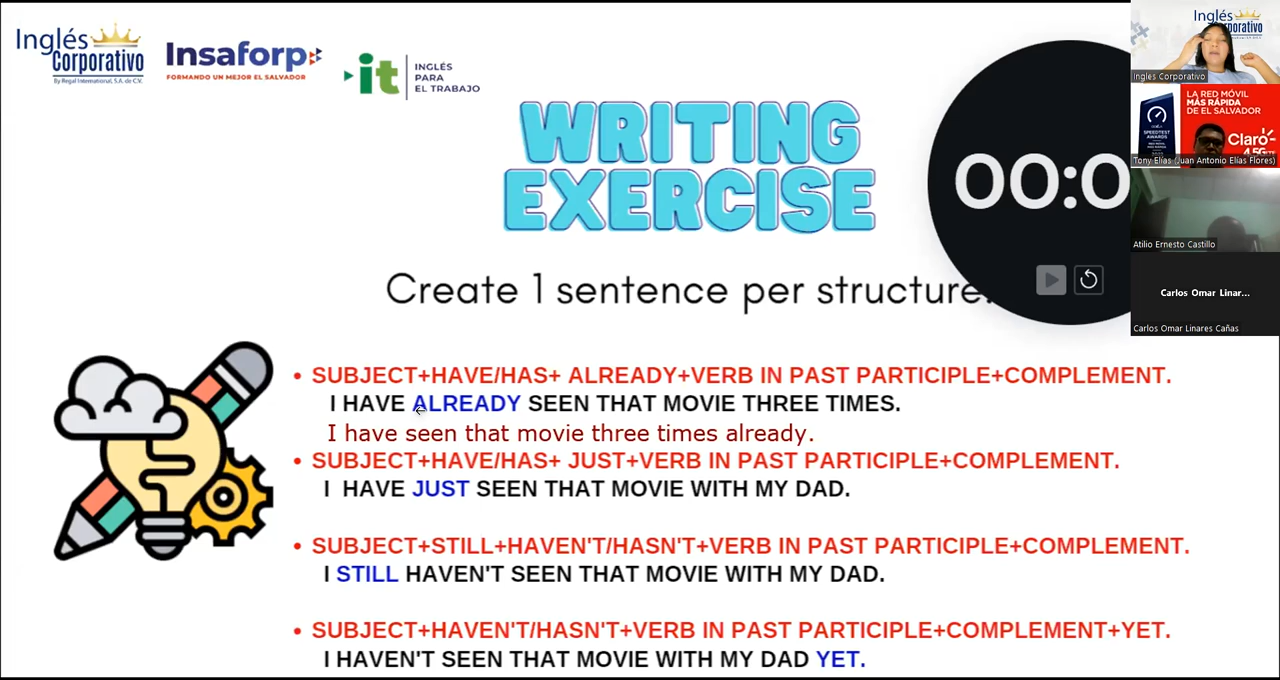 Inglés
Corporativo
By Regal International, S.A. de C.V.
Insaforp
FORMANDO UN MEJOR EL SALVADOR
it
INGLÉS
PARA
EL TRABAJO
WRITING
EXERCISE
00:0
Create 1 sentence per structure.
• SUBJECT+HAVE/HAS+ ALREADY+VERB IN PAST PARTICIPLE+COMPLEMENT.
I HAVE ALREADY SEEN THAT MOVIE THREE TIMES.
I have seen that movie three times already.
• SUBJECT+HAVE/HAS+ JUST+VERB IN PAST PARTICIPLE+COMPLEMENT.
I HAVE JUST SEEN THAT MOVIE WITH MY DAD.
• SUBJECT+STILL+HAVEN'T/HASN'T+VERB IN PAST PARTICIPLE+COMPLEMENT.
I STILL HAVEN'T SEEN THAT MOVIE WITH MY DAD.
• SUBJECT+HAVEN'T/HASN'T+VERB IN PAST PARTICIPLE+COMPLEMENT+YET.
I HAVEN'T SEEN THAT MOVIE WITH MY DAD YET.
Inglés
Corporativo
Ingles Corporativo
LA RED MÓVIL
MÁS RÁPIDA
DE EL SALVADOR
SPEEDTEST
AWARDS
Claro
4.5G
Tony Elías (Juan Antonio Elías Flores)
Atilio Ernesto Castillo
Carlos Omar Linar...
Carlos Omar Linares Cañas